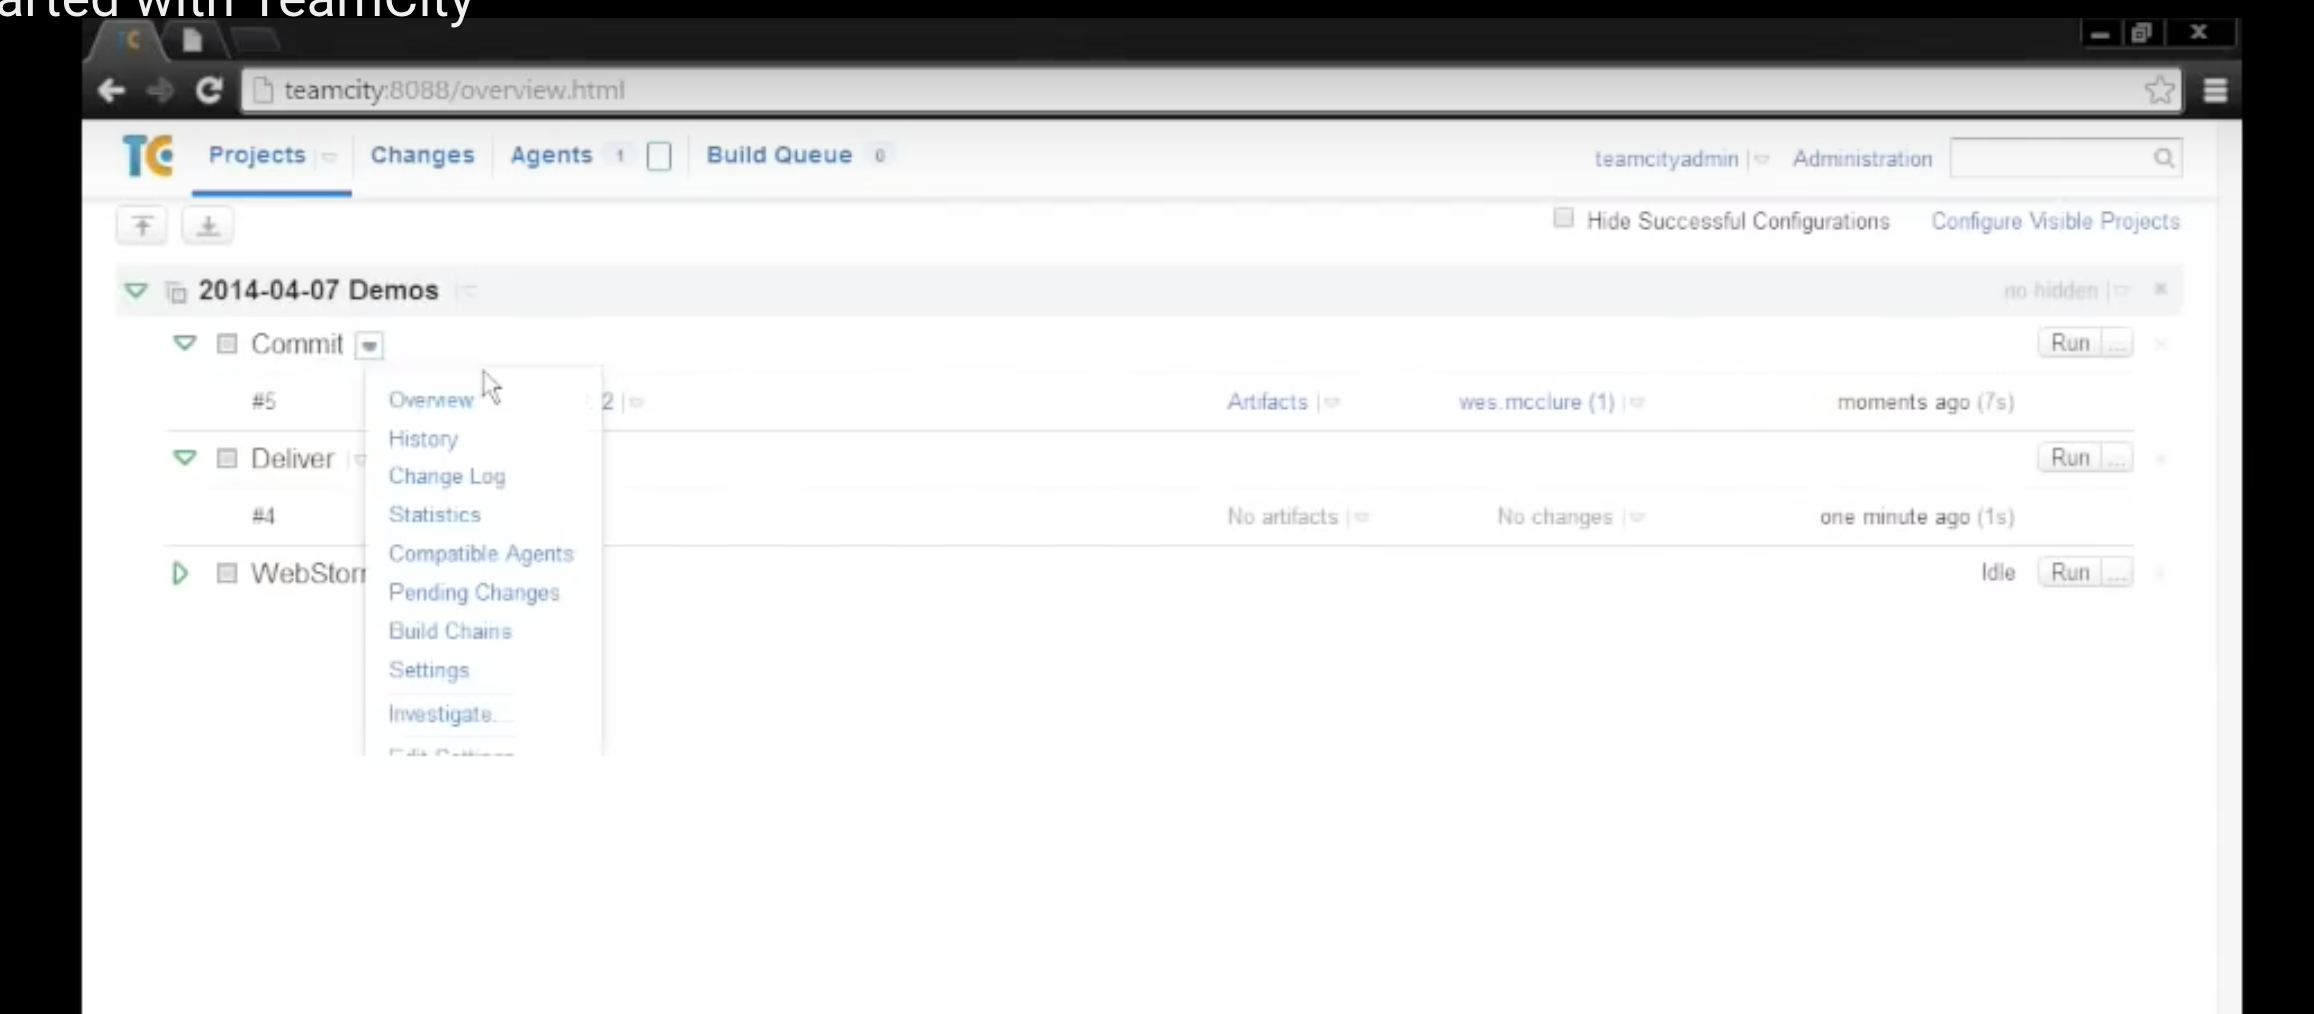 arted with TeamCity
teamcity:8088/overview.html
TC Projects Changes Agents 1 Build Queue 0 teamcityadmin Administration
Hide Successful Configurations Configure Visible Projects
2014-04-07 Demos no hidden
Commit Run ...
#5 2 Artifacts wes.mcclure (1) moments ago (7s)
Deliver Run ...
#4 No artifacts No changes one minute ago (1s)
WebStor Idle Run ...
Overview
History
Change Log
Statistics
Compatible Agents
Pending Changes
Build Chains
Settings
Investigate...
Edit Settings